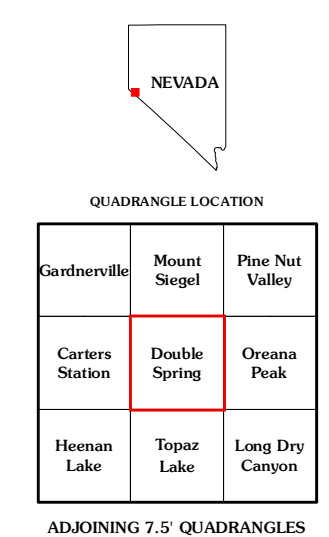 NEVADA
QUADRANGLE LOCATION
Gardnerville
Mount
Siegel
Pine Nut
Valley
Carters
Station
Double
Spring
Oreana
Peak
Heenan
Lake
Topaz
Lake
Long Dry
Canyon
ADJOINING 7.5' QUADRANGLES